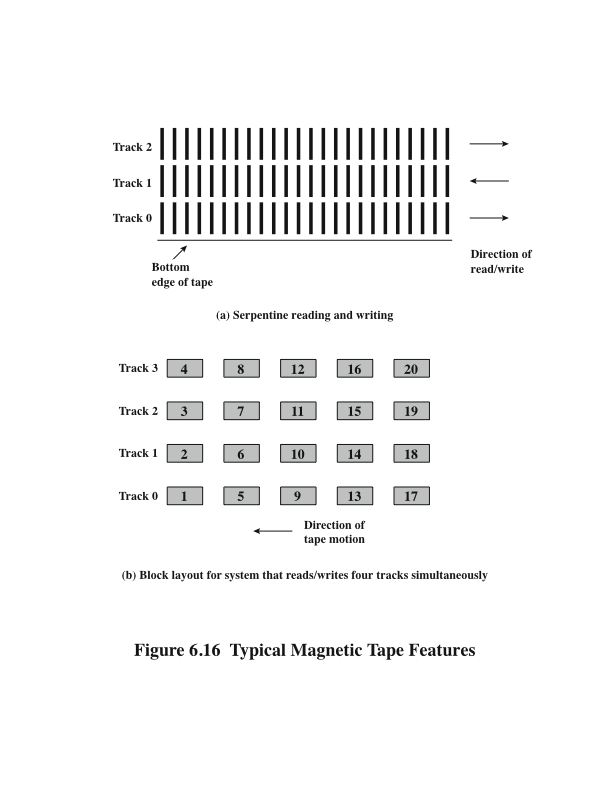 Track 2
Track 1
Track 0
Bottom
edge of tape
Direction of
read/write
(a) Serpentine reading and writing
Track 3 4 8 12 16 20
Track 2 3 7 11 15 19
Track 1 2 6 10 14 18
Track 0 1 5 9 13 17
Direction of
tape motion
(b) Block layout for system that reads/writes four tracks simultaneously
Figure 6.16 Typical Magnetic Tape Features